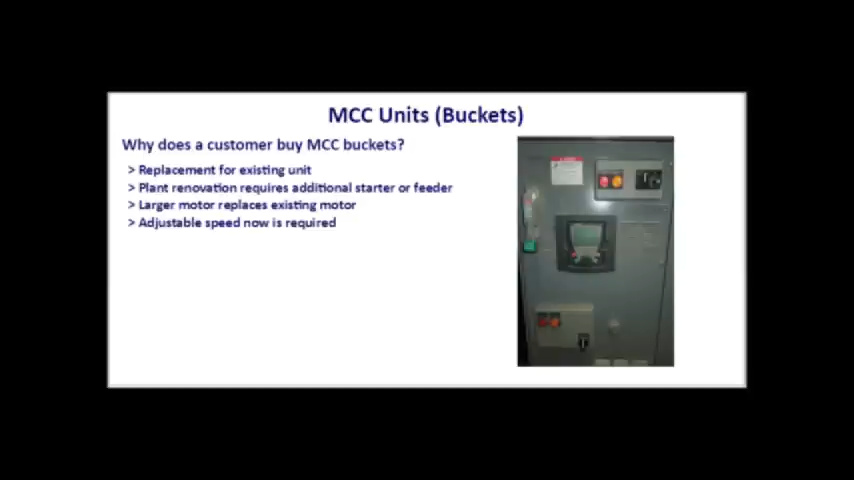 MCC Units (Buckets)
Why does a customer buy MCC buckets?
> Replacement for existing unit
> Plant renovation requires additional starter or feeder
> Larger motor replaces existing motor
> Adjustable speed now is required